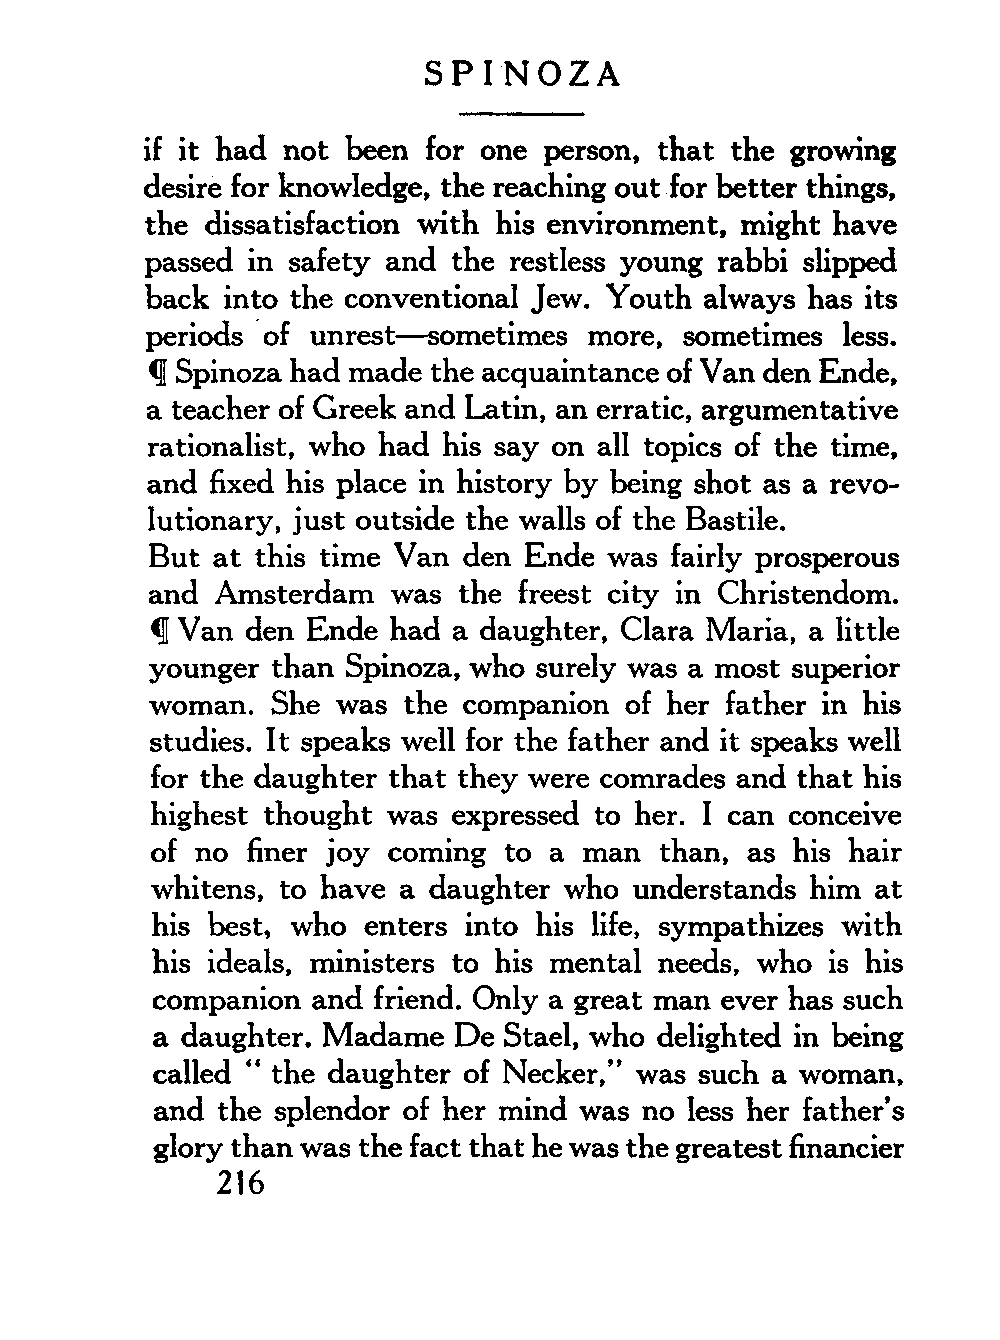 SPINOZA
if it had not been for one person, that the growing
desire for knowledge, the reaching out for better things,
the dissatisfaction with his environment, might have
passed in safety and the restless young rabbi slipped
back into the conventional Jew. Youth always has its
periods of unrest—sometimes more, sometimes less.
¶ Spinoza had made the acquaintance of Van den Ende,
a teacher of Greek and Latin, an erratic, argumentative
rationalist, who had his say on all topics of the time,
and fixed his place in history by being shot as a revo-
lutionary, just outside the walls of the Bastile.
But at this time Van den Ende was fairly prosperous
and Amsterdam was the freest city in Christendom.
¶ Van den Ende had a daughter, Clara Maria, a little
younger than Spinoza, who surely was a most superior
woman. She was the companion of her father in his
studies. It speaks well for the father and it speaks well
for the daughter that they were comrades and that his
highest thought was expressed to her. I can conceive
of no finer joy coming to a man than, as his hair
whitens, to have a daughter who understands him at
his best, who enters into his life, sympathizes with
his ideals, ministers to his mental needs, who is his
companion and friend. Only a great man ever has such
a daughter. Madame De Stael, who delighted in being
called “ the daughter of Necker,” was such a woman,
and the splendor of her mind was no less her father's
glory than was the fact that he was the greatest financier
216